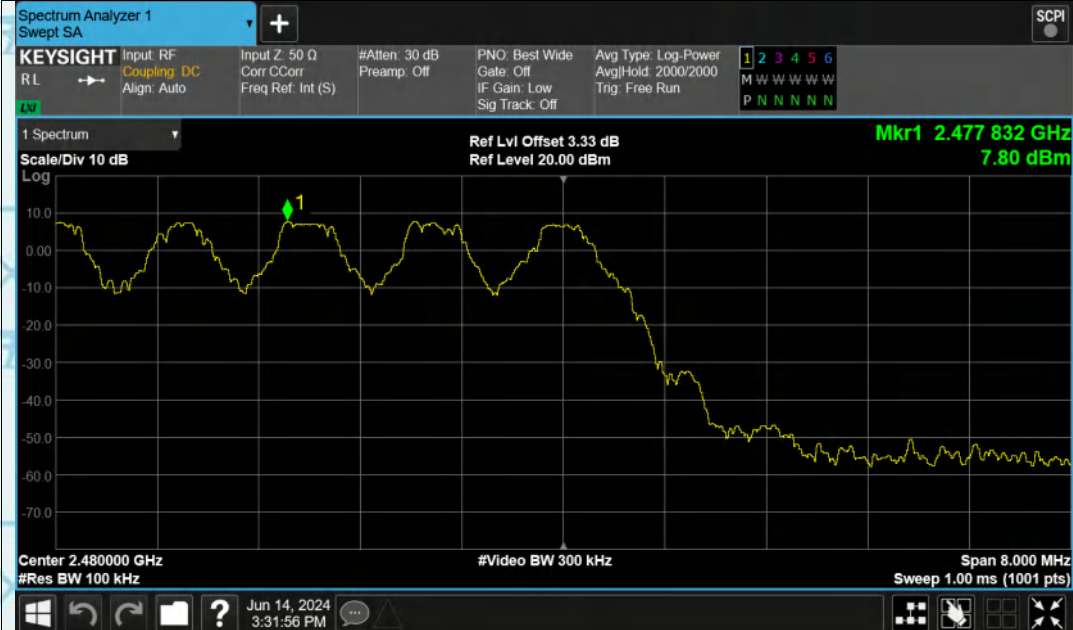 Spectrum Analyzer 1
Swept SA
+
SCPI
KEYSIGHT Input: RF Input Z: 50 Ω #Atten: 30 dB PNO: Best Wide Avg Type: Log-Power 1 2 3 4 5 6
RL Coupling: DC Corr CCorr Preamp: Off Gate: Off Avg|Hold: 2000/2000 M W W W W W
Align: Auto Freq Ref: Int (S) IF Gain: Low Trig: Free Run P N N N N N
Sig Track: Off
LNI
1 Spectrum
Ref Lvl Offset 3.33 dB
Mkr1 2.477 832 GHz
Scale/Div 10 dB
Ref Level 20.00 dBm
7.80 dBm
Log
1
10.0
0.00
-10.0
-20.0
-30.0
-40.0
-50.0
-60.0
-70.0
Center 2.480000 GHz #Video BW 300 kHz Span 8.000 MHz
#Res BW 100 kHz Sweep 1.00 ms (1001 pts)
? Jun 14, 2024
3:31:56 PM